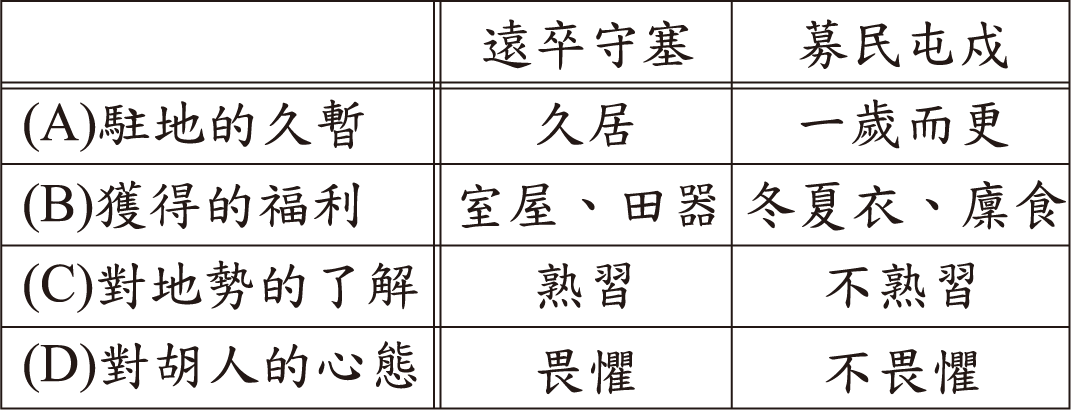 遠卒守塞 募民屯戍
(A)駐地的久暫 久居 一歲而更
(B)獲得的福利 室屋、田器 冬夏衣、廩食
(C)對地勢的了解 熟習 不熟習
(D)對胡人的心態 畏懼 不畏懼